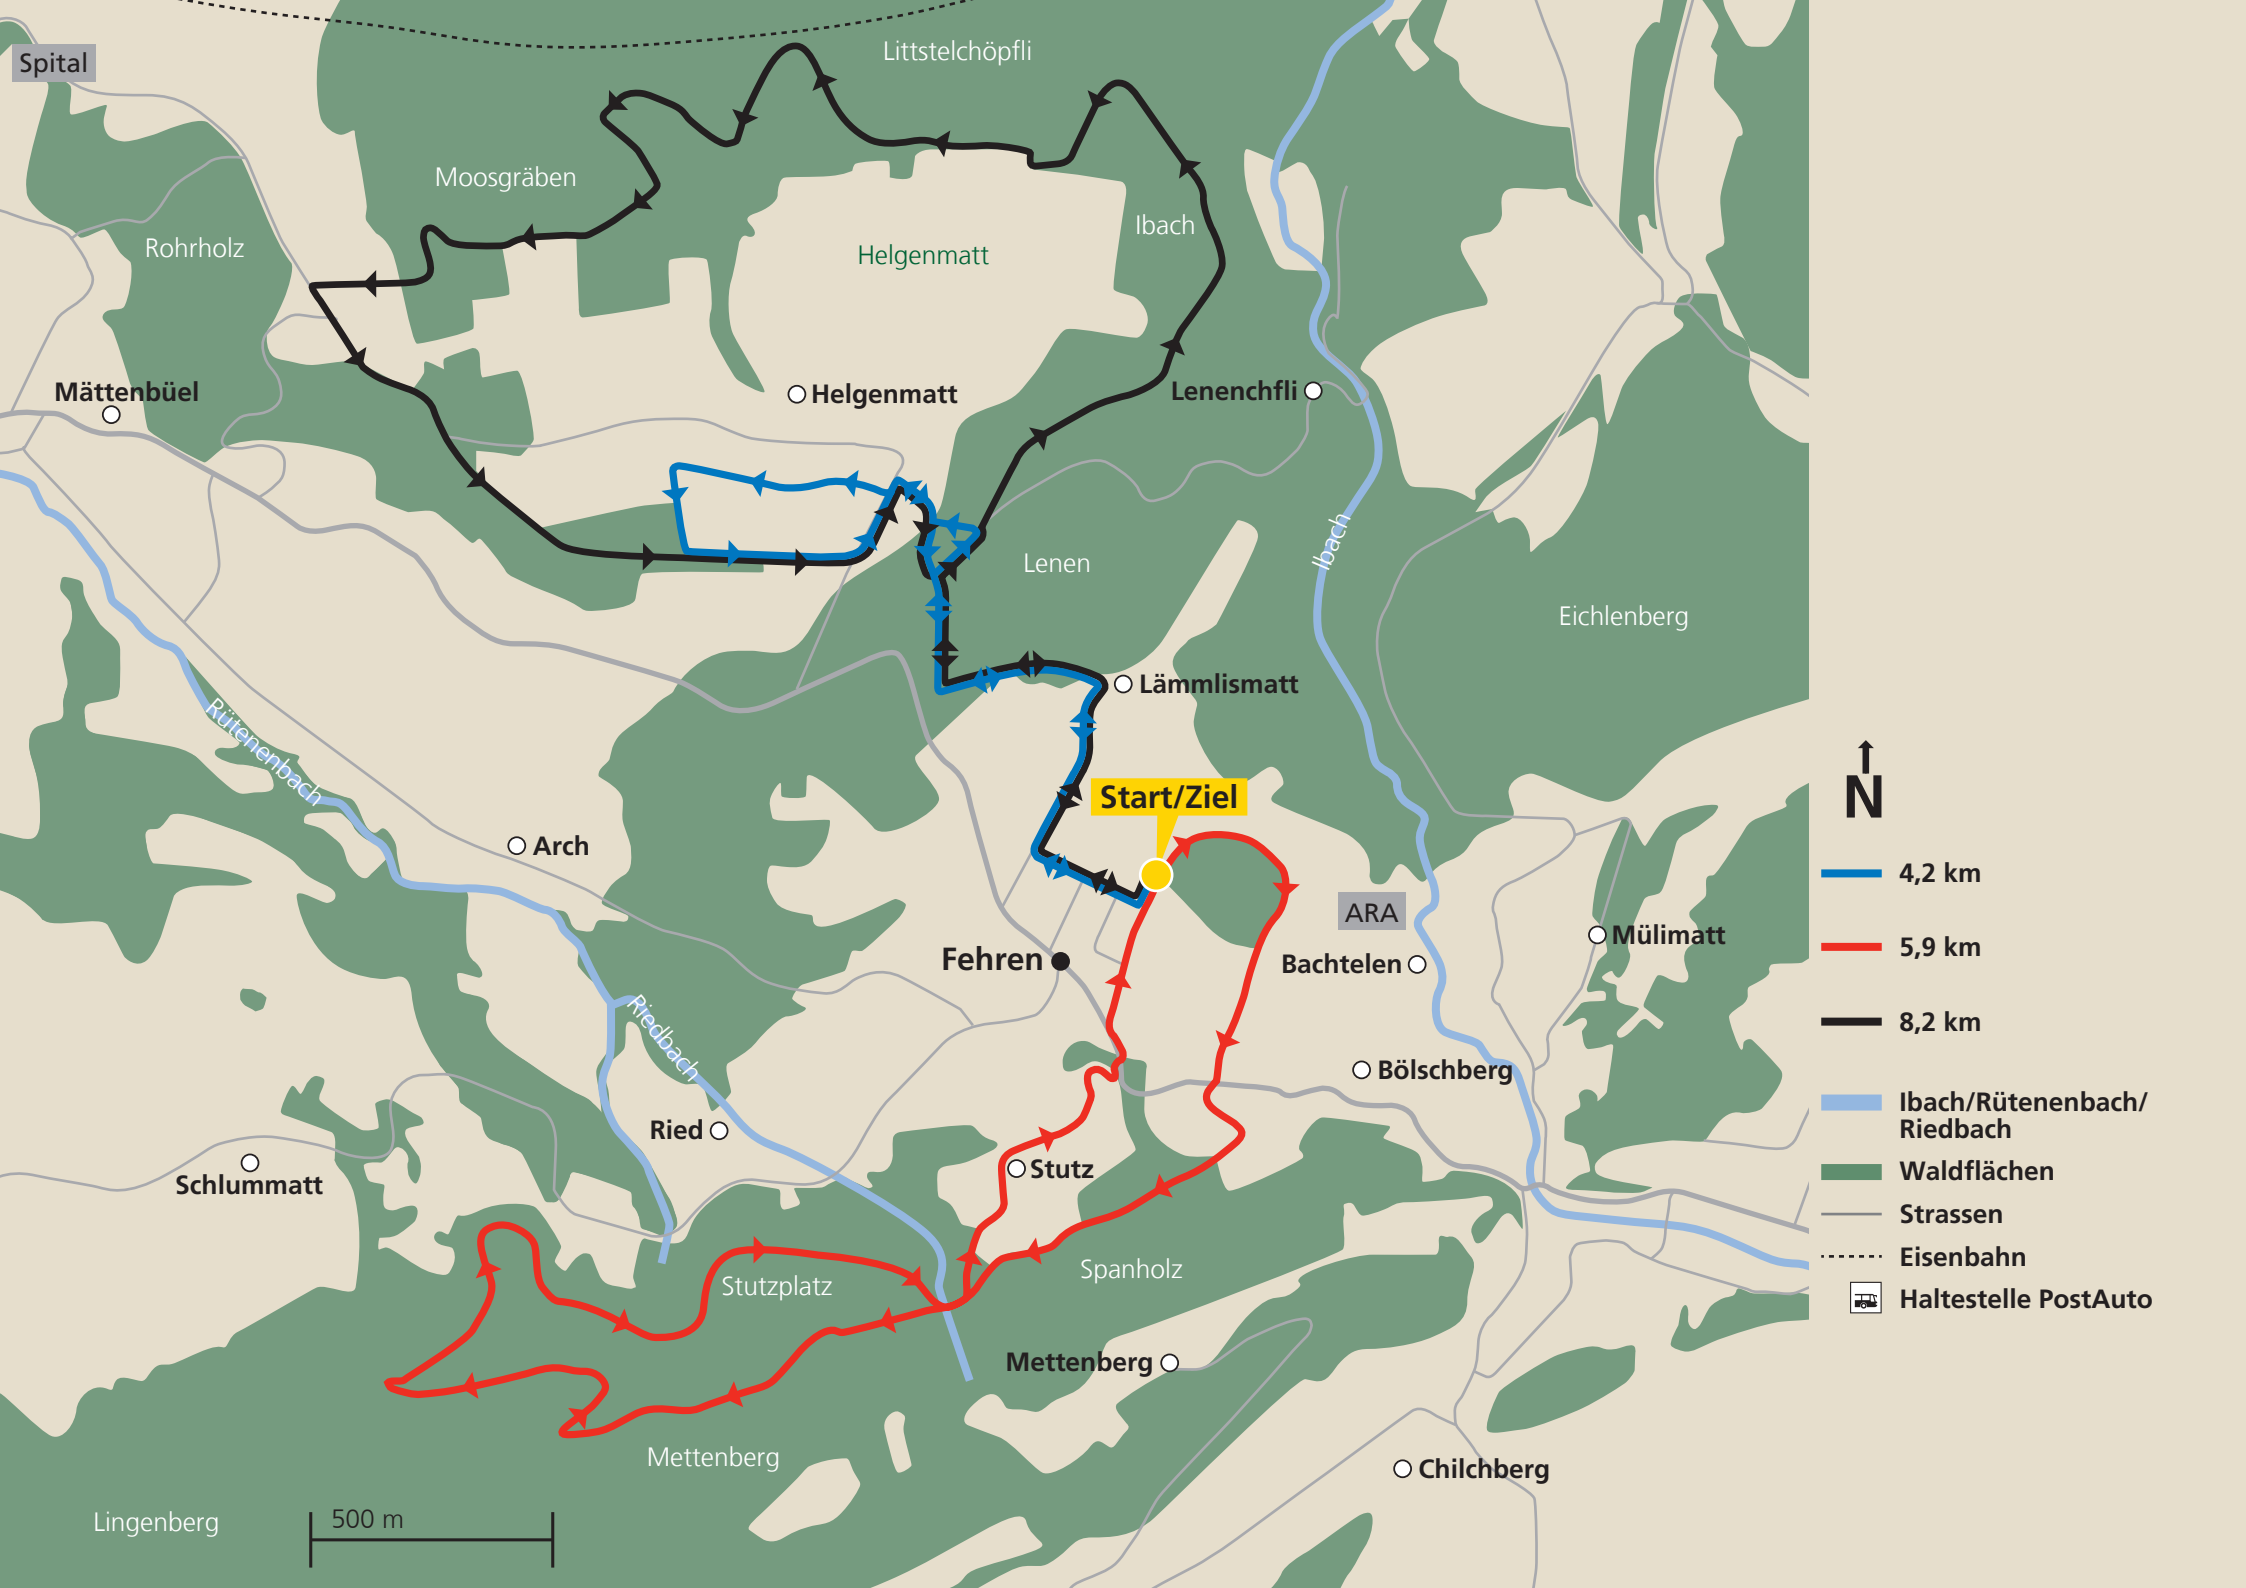 Littstelchöpfli
Spital
Moosgräben
Ibach
Rohrholz
Helgenmatt
Mättenbüel
Helgenmatt
Lenenchfli
Ibach
Lenen
Eichlenberg
Lämmlismatt
Rütenenbach
Start/Ziel
Arch
ARA
Mülimatt
Fehren
Bachtelen
Riedbach
Bölschberg
Ried
Stutz
Schlummatt
Spanholz
Stutzplatz
Mettenberg
Mettenberg
Chilchberg
Lingenberg
500 m
N
4,2 km
5,9 km
8,2 km
Ibach/Rütenenbach/
Riedbach
Waldflächen
Strassen
Eisenbahn
Haltestelle PostAuto